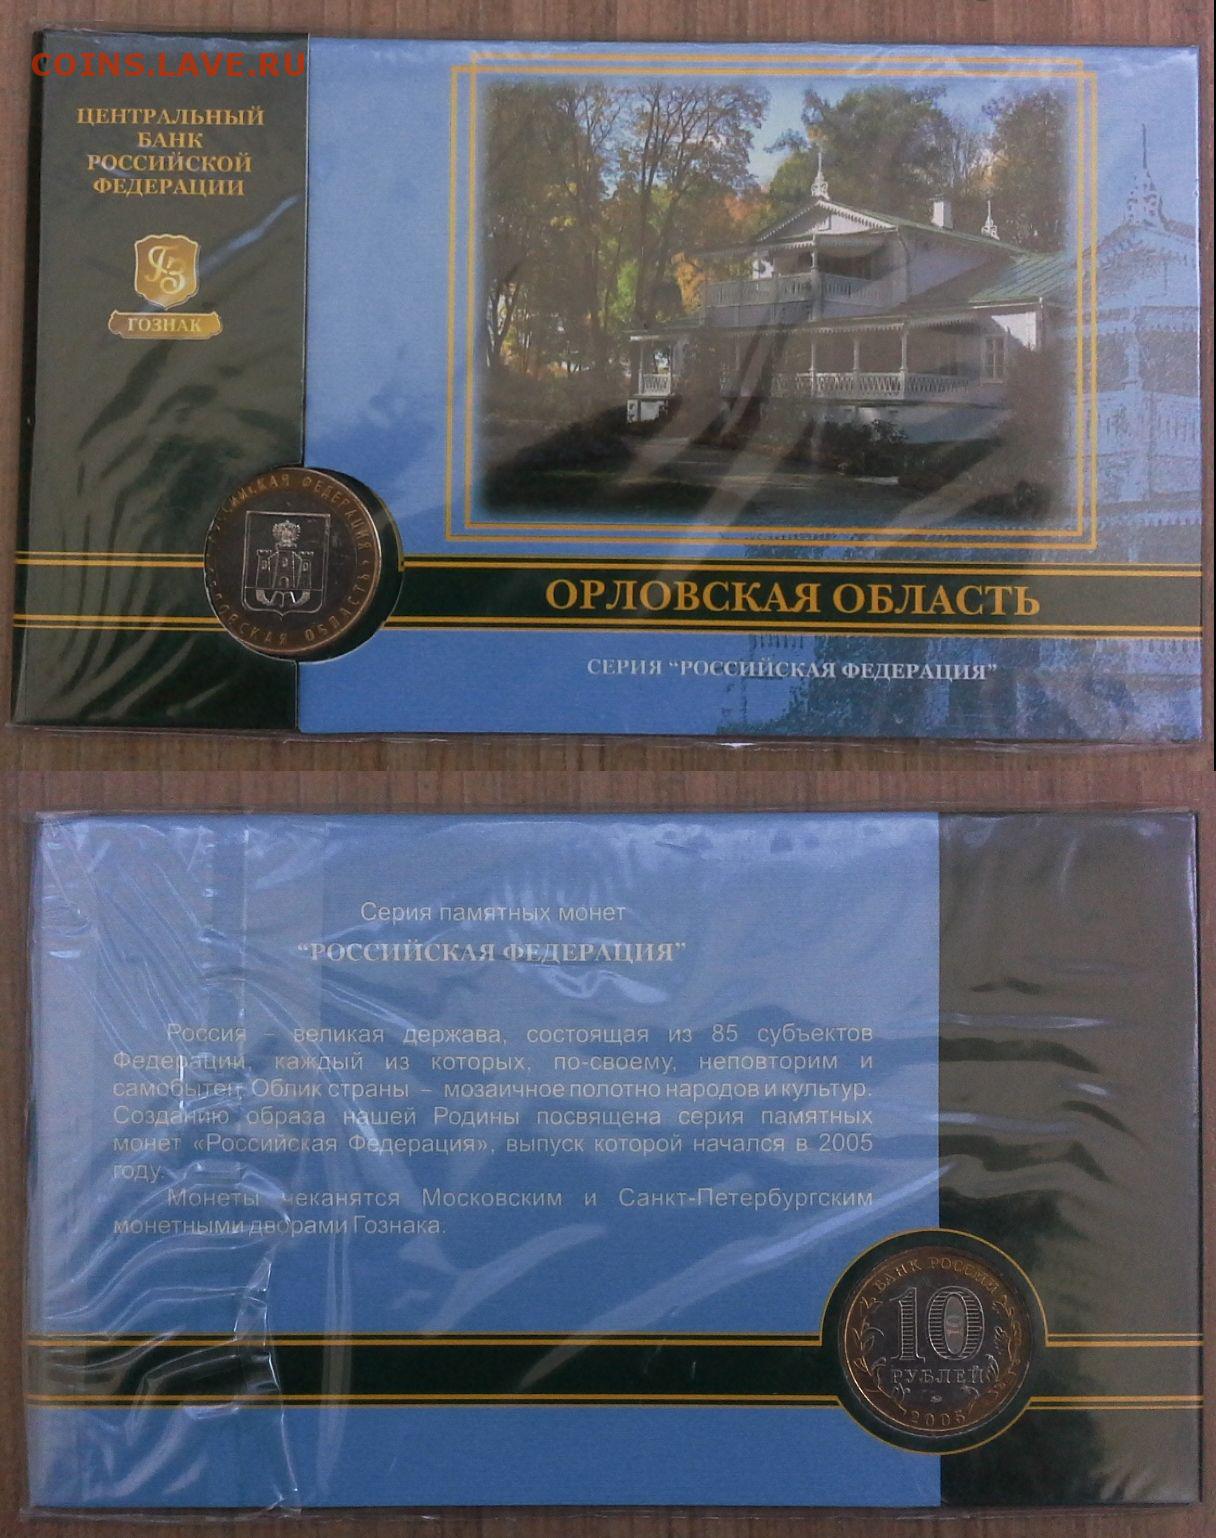 COINS.LAVE.RU
ЦЕНТРАЛЬНЫЙ
БАНК
РОССИЙСКОЙ
ФЕДЕРАЦИИ
ГОЗНАК
РОССИЙСКАЯ ФЕДЕРАЦИЯ
ОРЛОВСКАЯ ОБЛАСТЬ
ОРЛОВСКАЯ ОБЛАСТЬ
СЕРИЯ “РОССИЙСКАЯ ФЕДЕРАЦИЯ”
Серия памятных монет
“РОССИЙСКАЯ ФЕДЕРАЦИЯ”
Россия – великая держава, состоящая из 85 субъектов
Федерации, каждый из которых, по-своему, неповторим и
самобытен. Облик страны – мозаичное полотно народов и культур.
Созданию образа нашей Родины посвящена серия памятных
монет «Российская Федерация», выпуск которой начался в 2005
году.
Монеты чеканятся Московским и Санкт-Петербургским
монетными дворами Гознака.
БАНК РОССИИ
10
РУБЛЕЙ
2005